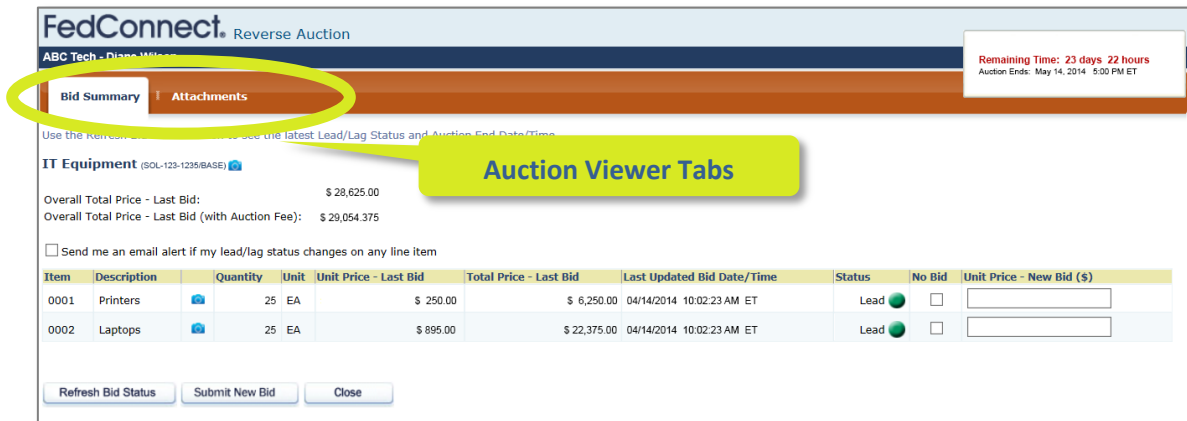 FedConnect® Reverse Auction
ABC Tech - Diane Wilson
Remaining Time: 23 days 22 hours
Auction Ends: May 14, 2014 5:00 PM ET
Bid Summary | Attachments
Use the Refresh to see the latest Lead/Lag Status and Auction End Date/Time
Auction Viewer Tabs
IT Equipment (SOL-123-1235/BASE)
Overall Total Price - Last Bid: $ 28,625.00
Overall Total Price - Last Bid (with Auction Fee): $ 29,054.375
Send me an email alert if my lead/lag status changes on any line item
Item Description Quantity Unit Unit Price - Last Bid Total Price - Last Bid Last Updated Bid Date/Time Status No Bid Unit Price - New Bid ($)
0001 Printers 25 EA $ 250.00 $ 6,250.00 04/14/2014 10:02:23 AM ET Lead
0002 Laptops 25 EA $ 895.00 $ 22,375.00 04/14/2014 10:02:23 AM ET Lead
Refresh Bid Status Submit New Bid Close